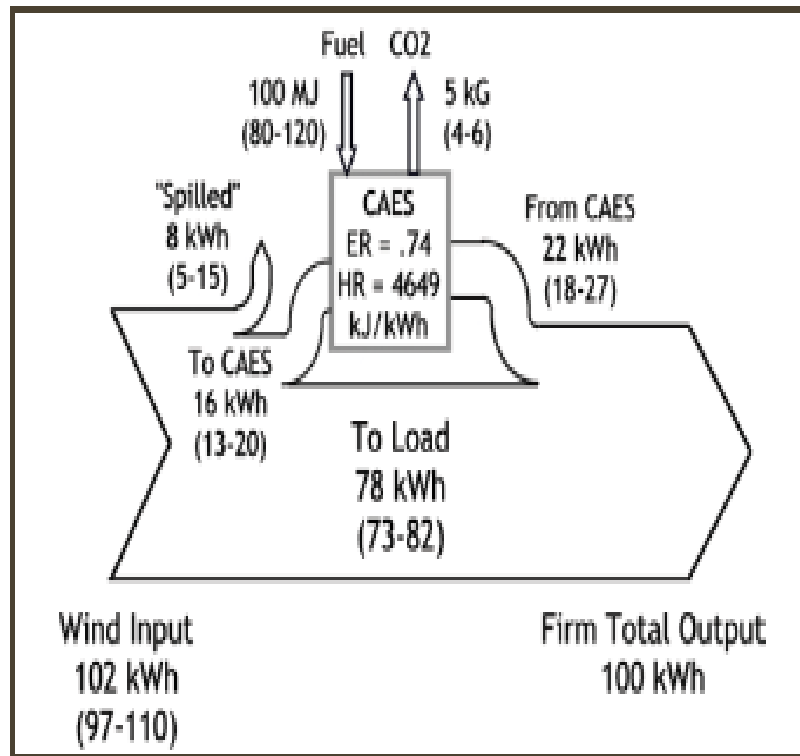 Fuel CO2
100 MJ
(80-120)
5 kG
(4-6)
"Spilled"
8 kWh
(5-15)
CAES
ER = .74
HR = 4649
kJ/kWh
From CAES
22 kWh
(18-27)
To CAES
16 kWh
(13-20)
To Load
78 kWh
(73-82)
Wind Input
102 kWh
(97-110)
Firm Total Output
100 kWh